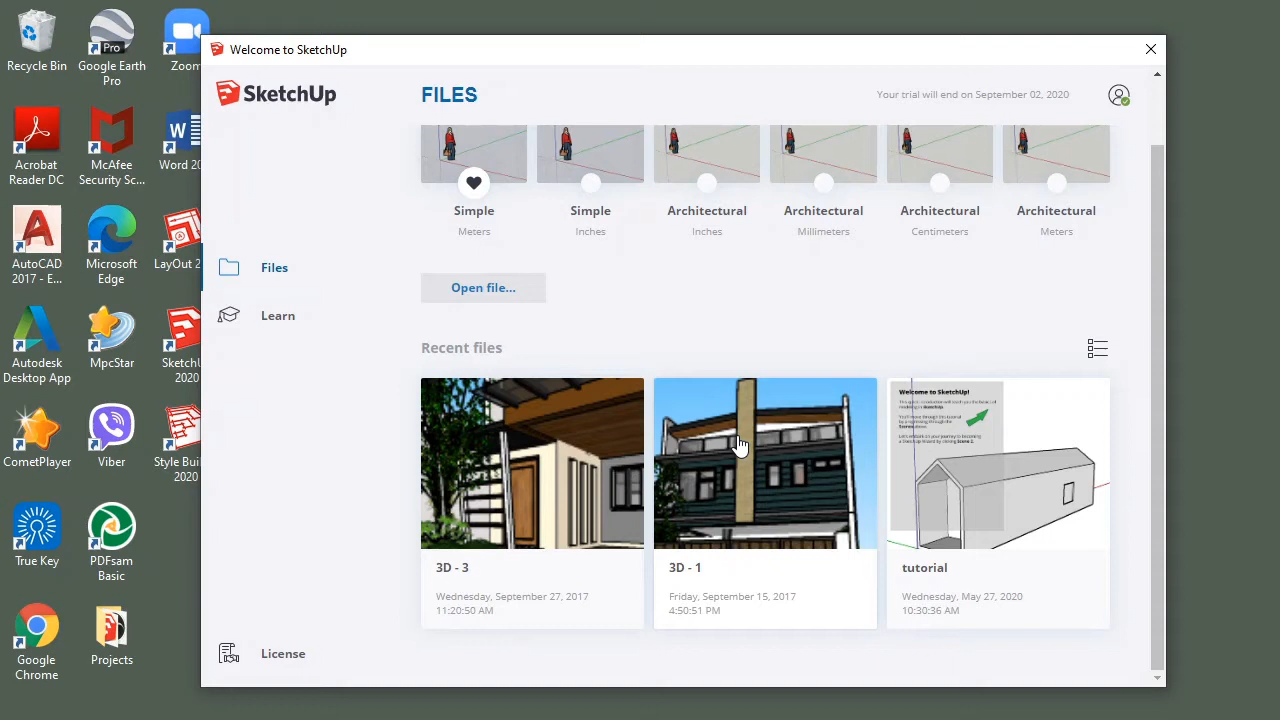 Recycle Bin
Google Earth
Pro
Zoom
Acrobat
Reader DC
McAfee
Security Sc...
Word 20
AutoCAD
2017 - E...
Microsoft
Edge
LayOut 2
Autodesk
Desktop App
MpcStar
SketchU
2020
CometPlayer
Viber
Style Buil
2020
True Key
PDFsam
Basic
Google
Chrome
Projects
Welcome to SketchUp
SketchUp
FILES
Your trial will end on September 02, 2020
Simple
Meters
Simple
Inches
Architectural
Inches
Architectural
Millimeters
Architectural
Centimeters
Architectural
Meters
Files
Learn
License
Open file...
Recent files
Welcome to SketchUp!
3D - 3
Wednesday, September 27, 2017
11:20:50 AM
3D - 1
Friday, September 15, 2017
4:50:51 PM
tutorial
Wednesday, May 27, 2020
10:30:36 AM